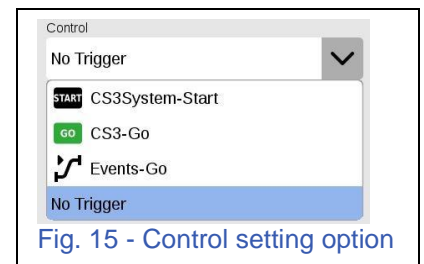 Control
No Trigger
START CS3System-Start
GO CS3-Go
Events-Go
No Trigger
Fig. 15 - Control setting option